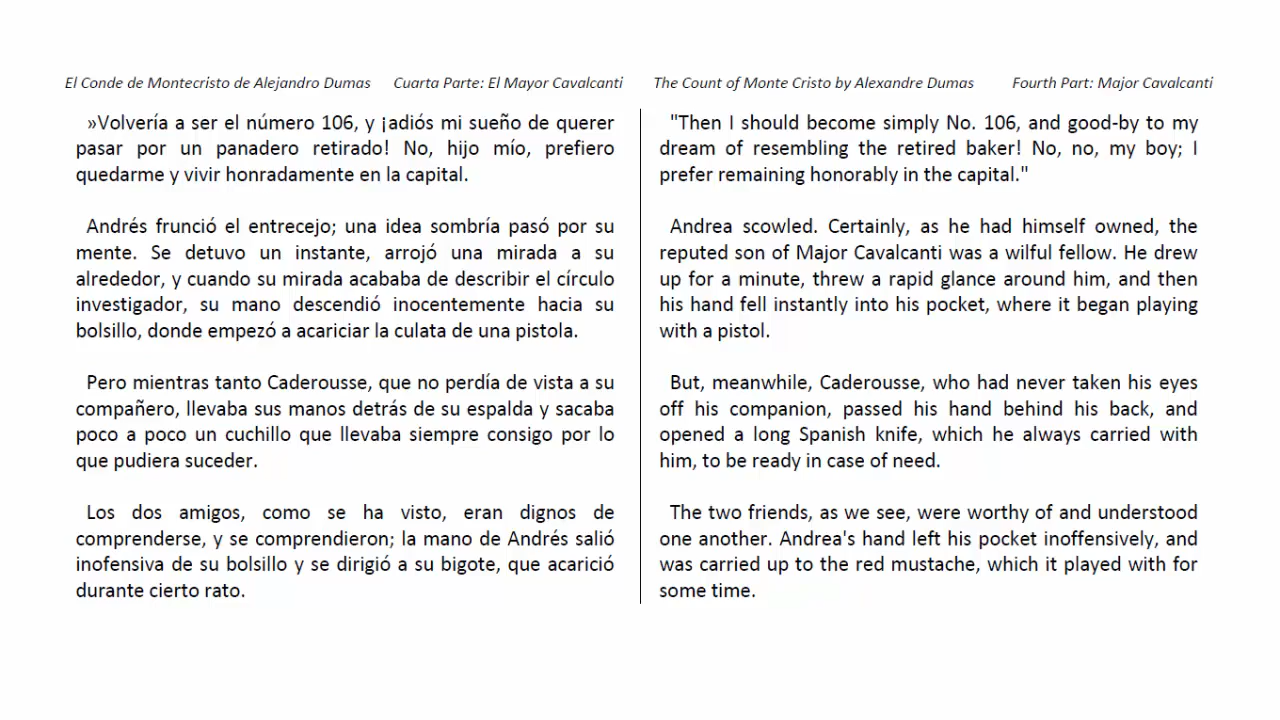 El Conde de Montecristo de Alejandro Dumas Cuarta Parte: El Mayor Cavalcanti
»Volvería a ser el número 106, y ¡adiós mi sueño de querer
pasar por un panadero retirado! No, hijo mío, prefiero
quedarme y vivir honradamente en la capital.
Andrés frunció el entrecejo; una idea sombría pasó por su
mente. Se detuvo un instante, arrojó una mirada a su
alrededor, y cuando su mirada acababa de describir el círculo
investigador, su mano descendió inocentemente hacia su
bolsillo, donde empezó a acariciar la culata de una pistola.
Pero mientras tanto Caderousse, que no perdía de vista a su
compañero, llevaba sus manos detrás de su espalda y sacaba
poco a poco un cuchillo que llevaba siempre consigo por lo
que pudiera suceder.
Los dos amigos, como se ha visto, eran dignos de
comprenderse, y se comprendieron; la mano de Andrés salió
inofensiva de su bolsillo y se dirigió a su bigote, que acarició
durante cierto rato.
The Count of Monte Cristo by Alexandre Dumas Fourth Part: Major Cavalcanti
"Then I should become simply No. 106, and good-by to my
dream of resembling the retired baker! No, no, my boy; I
prefer remaining honorably in the capital."
Andrea scowled. Certainly, as he had himself owned, the
reputed son of Major Cavalcanti was a wilful fellow. He drew
up for a minute, threw a rapid glance around him, and then
his hand fell instantly into his pocket, where it began playing
with a pistol.
But, meanwhile, Caderousse, who had never taken his eyes
off his companion, passed his hand behind his back, and
opened a long Spanish knife, which he always carried with
him, to be ready in case of need.
The two friends, as we see, were worthy of and understood
one another. Andrea's hand left his pocket inoffensively, and
was carried up to the red mustache, which it played with for
some time.